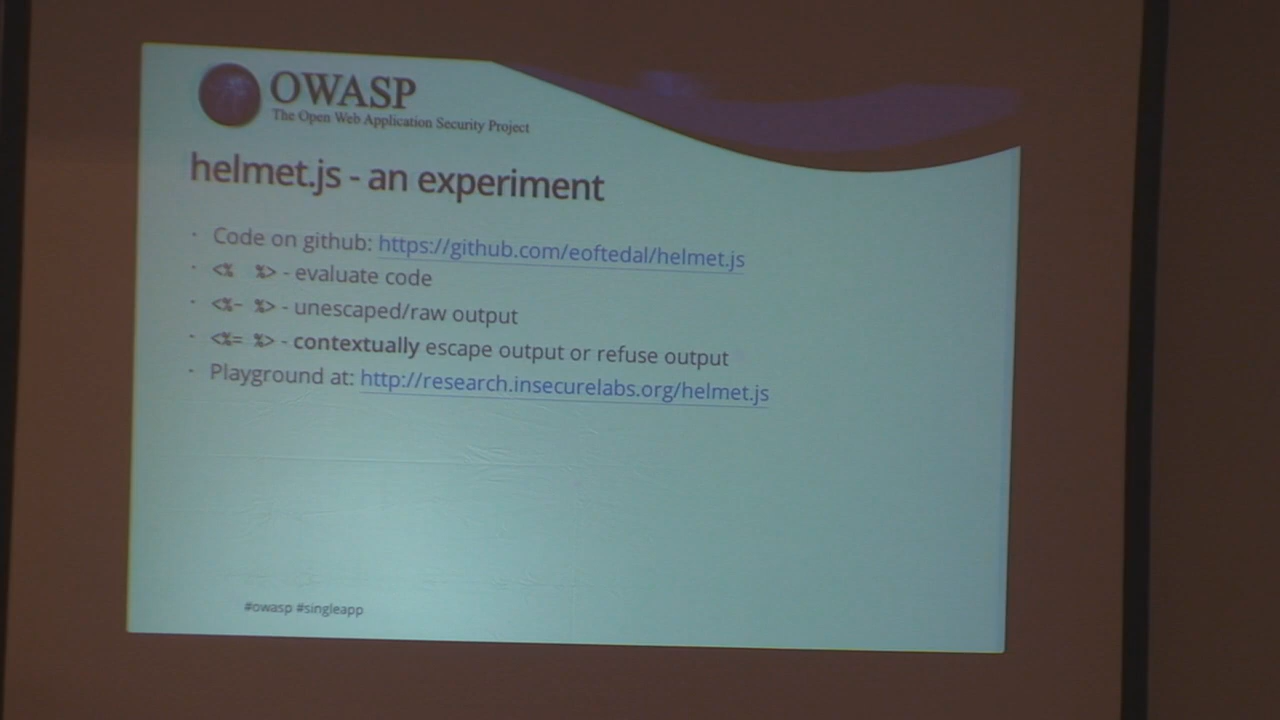 OWASP
The Open Web Application Security Project
helmet.js - an experiment
· Code on github: https://github.com/eoftedal/helmet.js
· <%  %> - evaluate code
· <%- %> - unescaped/raw output
· <%= %> - contextually escape output or refuse output
· Playground at: http://research.insecurelabs.org/helmet.js
#owasp #singleapp